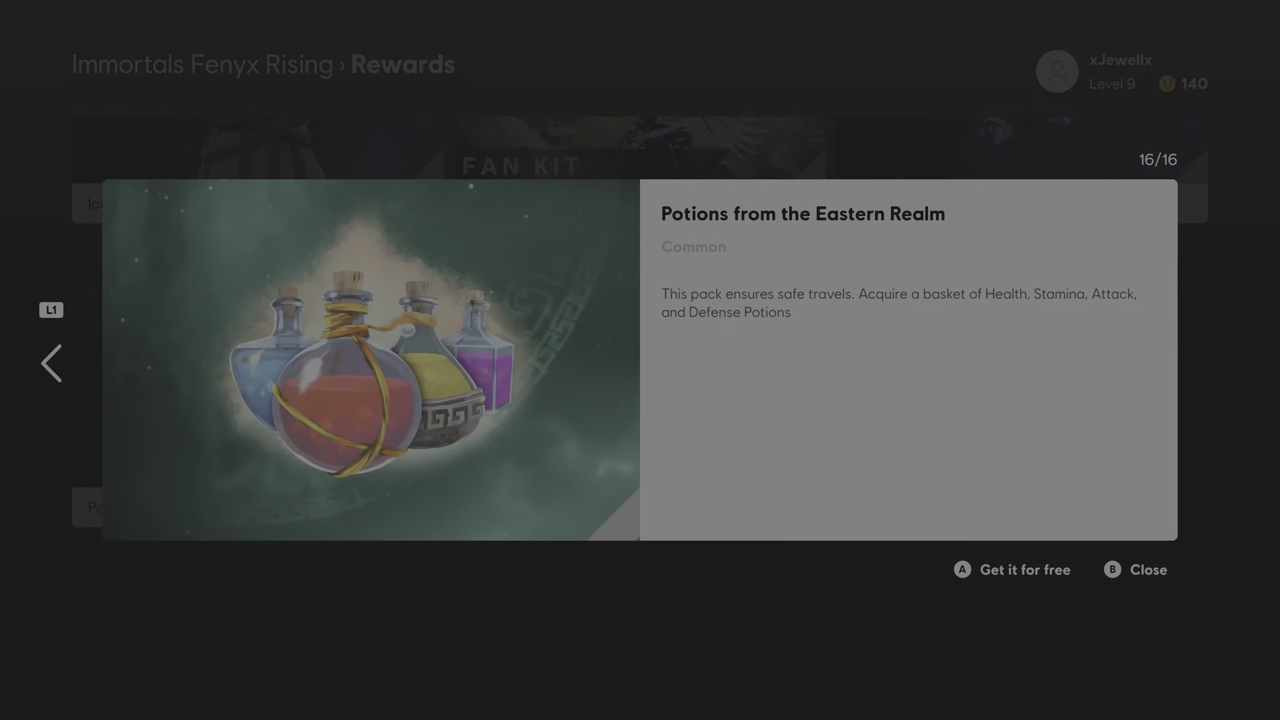 Immortals Fenyx Rising › Rewards
xJewellx
Level 9
140
FAN KIT
16/16
Potions from the Eastern Realm
Common
This pack ensures safe travels. Acquire a basket of Health, Stamina, Attack,
and Defense Potions
L1
A Get it for free
B Close